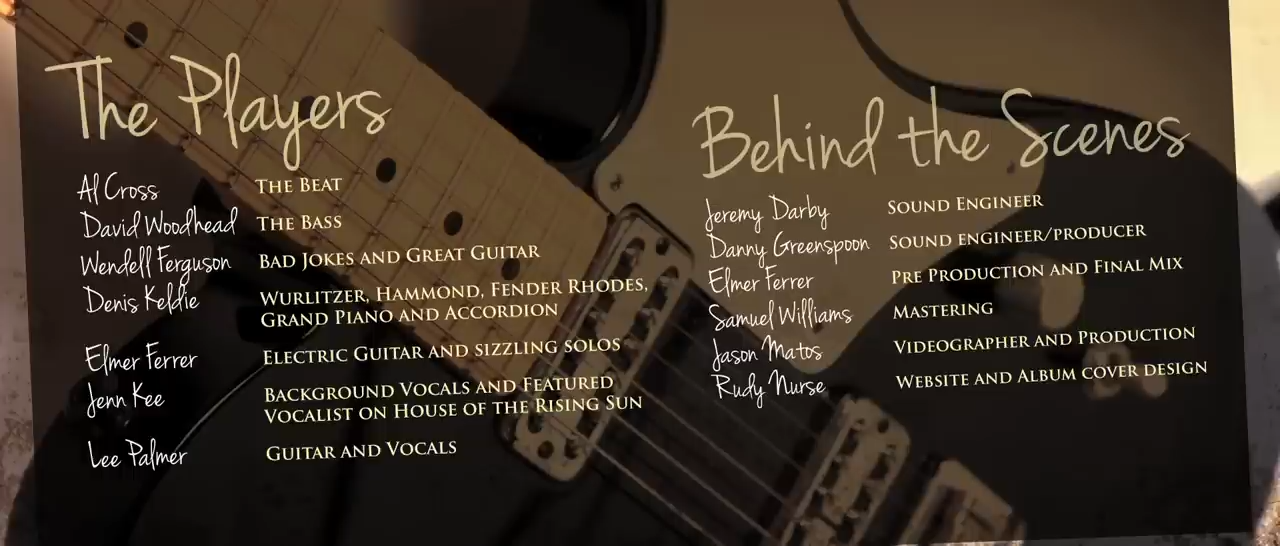 The Players
Al Cross THE BEAT
David Woodhead THE BASS
Wendell Ferguson BAD JOKES AND GREAT GUITAR
Denis Keldie WURLITZER, HAMMOND, FENDER RHODES,
GRAND PIANO AND ACCORDION
Elmer Ferrer ELECTRIC GUITAR AND SIZZLING SOLOS
Jenn Kee BACKGROUND VOCALS AND FEATURED
VOCALIST ON HOUSE OF THE RISING SUN
Lee Palmer GUITAR AND VOCALS
Behind the Scenes
Jeremy Darby SOUND ENGINEER
Danny Greenspoon SOUND ENGINEER/PRODUCER
Elmer Ferrer PRE PRODUCTION AND FINAL MIX
Samuel Williams MASTERING
Jason Matos VIDEOGRAPHER AND PRODUCTION
Rudy Nurse WEBSITE AND ALBUM COVER DESIGN